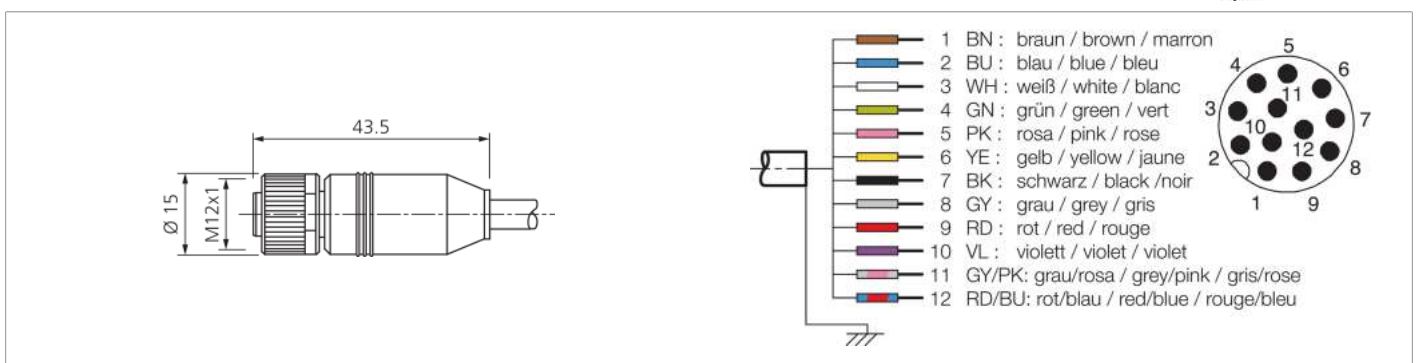 43.5
Ø 15
M12x1
1 BN : braun / brown / marron
2 BU : blau / blue / bleu
3 WH : weiß / white / blanc
4 GN : grün / green / vert
5 PK : rosa / pink / rose
6 YE : gelb / yellow / jaune
7 BK : schwarz / black /noir
8 GY : grau / grey / gris
9 RD : rot / red / rouge
10 VL : violett / violet / violet
11 GY/PK: grau/rosa / grey/pink / gris/rose
12 RD/BU: rot/blau / red/blue / rouge/bleu
5
4 6
11
3 7
10
12
2 8
1 9